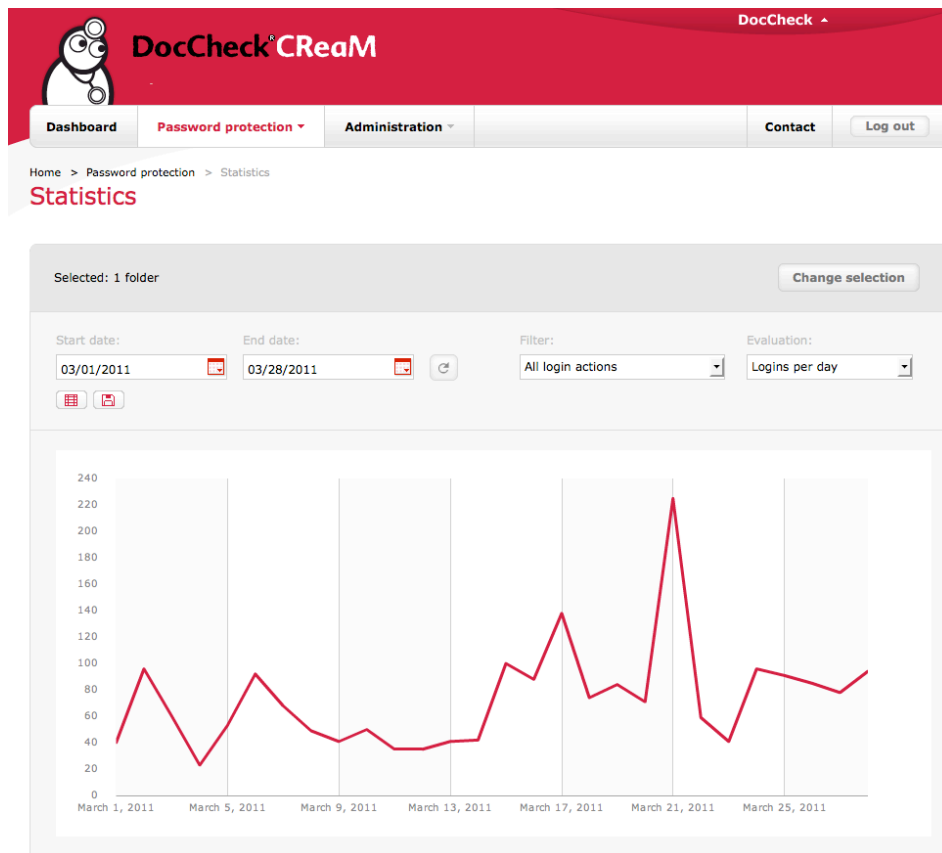 DocCheck
DocCheck® CReaM
Dashboard Password protection Administration Contact Log out
Home > Password protection > Statistics
Statistics
Selected: 1 folder Change selection
Start date: End date: Filter: Evaluation:
03/01/2011 03/28/2011 All login actions Logins per day
240
220
200
180
160
140
120
100
80
60
40
20
0
March 1, 2011 March 5, 2011 March 9, 2011 March 13, 2011 March 17, 2011 March 21, 2011 March 25, 2011